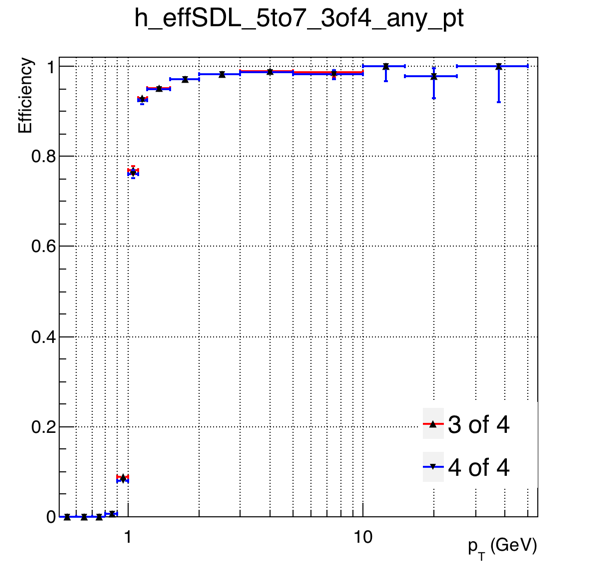 h_effSDL_5to7_3of4_any_pt
Efficiency
1
0.8
0.6
0.4
0.2
0
3 of 4
4 of 4
1
10
pT (GeV)